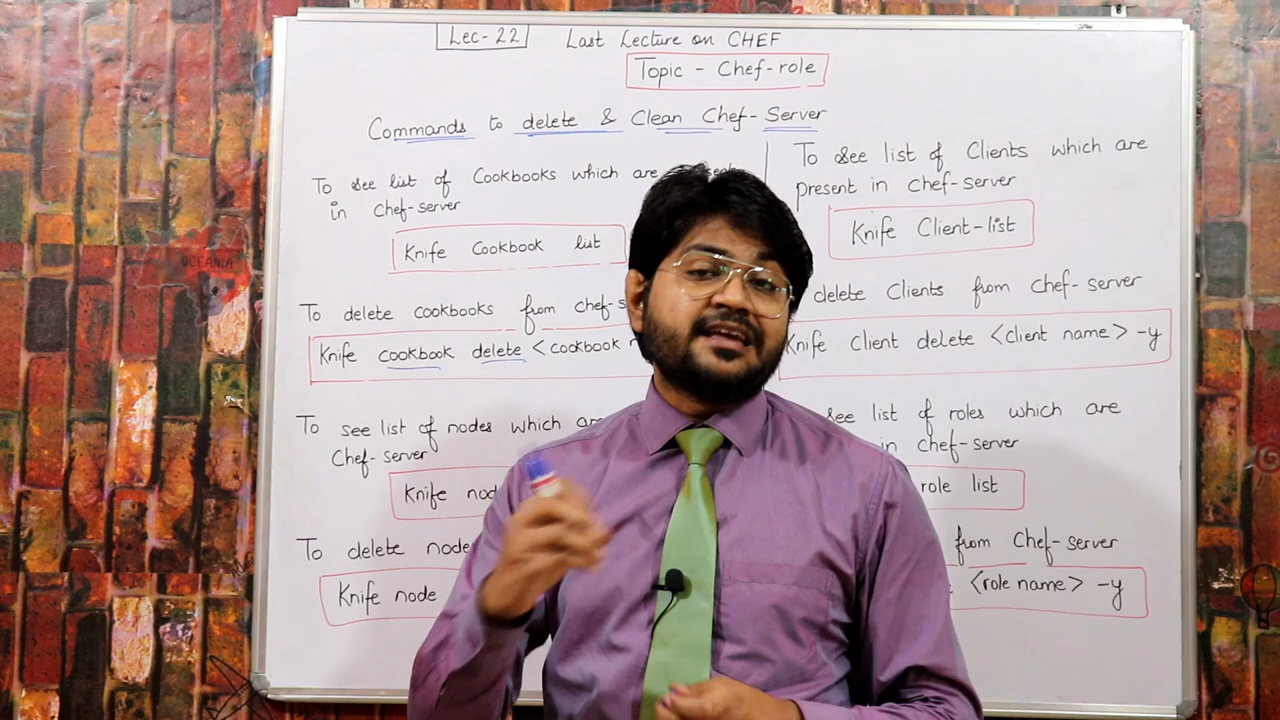 Lec-22 Last Lecture on CHEF
Topic - Chef-role
Commands to delete & Clean Chef-Server
To see list of Cookbooks which are
in Chef-server
Knife Cookbook list
To delete cookbooks from chef-s
Knife cookbook delete <cookbook
To see list of nodes which are
Chef-server
Knife nod
To delete node
Knife node
To see list of Clients which are
present in chef-server
Knife Client-list
delete Clients from chef-server
Knife Client delete <client name> -y
see list of roles which are
in chef-server
role list
from Chef-server
<role name> -y
OCEANIA